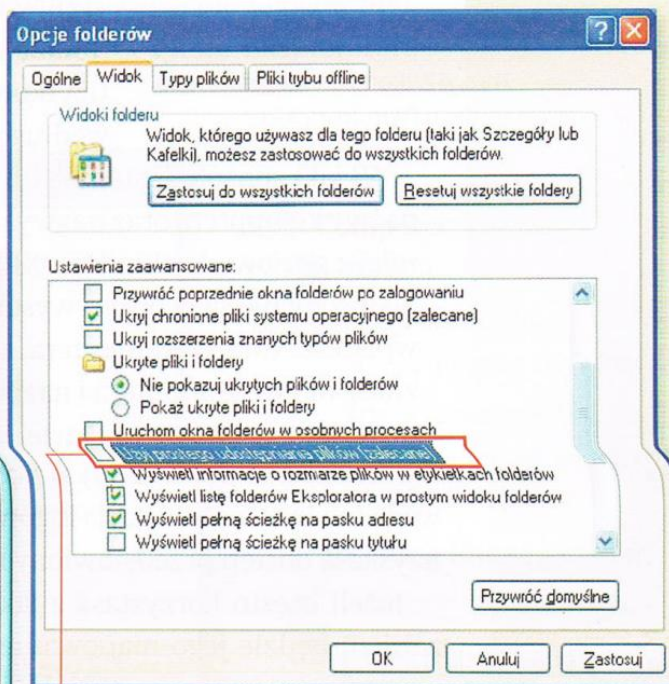 Opcje folderów
Ogólne Widok Typy plików Pliki trybu offline
Widoki folderu
Widok, którego używasz dla tego folderu (taki jak Szczegóły lub
Kafelki), możesz zastosować do wszystkich folderów.
Zastosuj do wszystkich folderów Resetuj wszystkie foldery
Ustawienia zaawansowane:
Przywróć poprzednie okna folderów po zalogowaniu
Ukryj chronione pliki systemu operacyjnego (zalecane)
Ukryj rozszerzenia znanych typów plików
Ukryte pliki i foldery
Nie pokazuj ukrytych plików i folderów
Pokaż ukryte pliki i foldery
Uruchom okna folderów w osobnych procesach
Użyj prostego udostępniania plików (zalecane)
Wyświetl informacje o rozmiarze plików w etykietkach folderów
Wyświetl listę folderów Eksploratora w prostym widoku folderów
Wyświetl pełną ścieżkę na pasku adresu
Wyświetl pełną ścieżkę na pasku tytułu
Przywróć domyślne
OK Anuluj Zastosuj